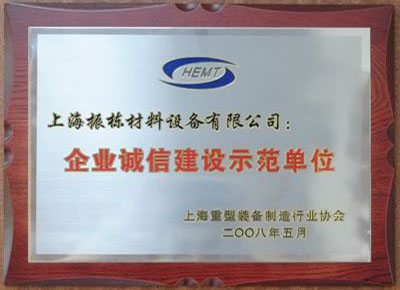 HEMT
上海振栋材料设备有限公司：
企业诚信建设示范单位
上海重型装备制造行业协会
二〇〇八年五月